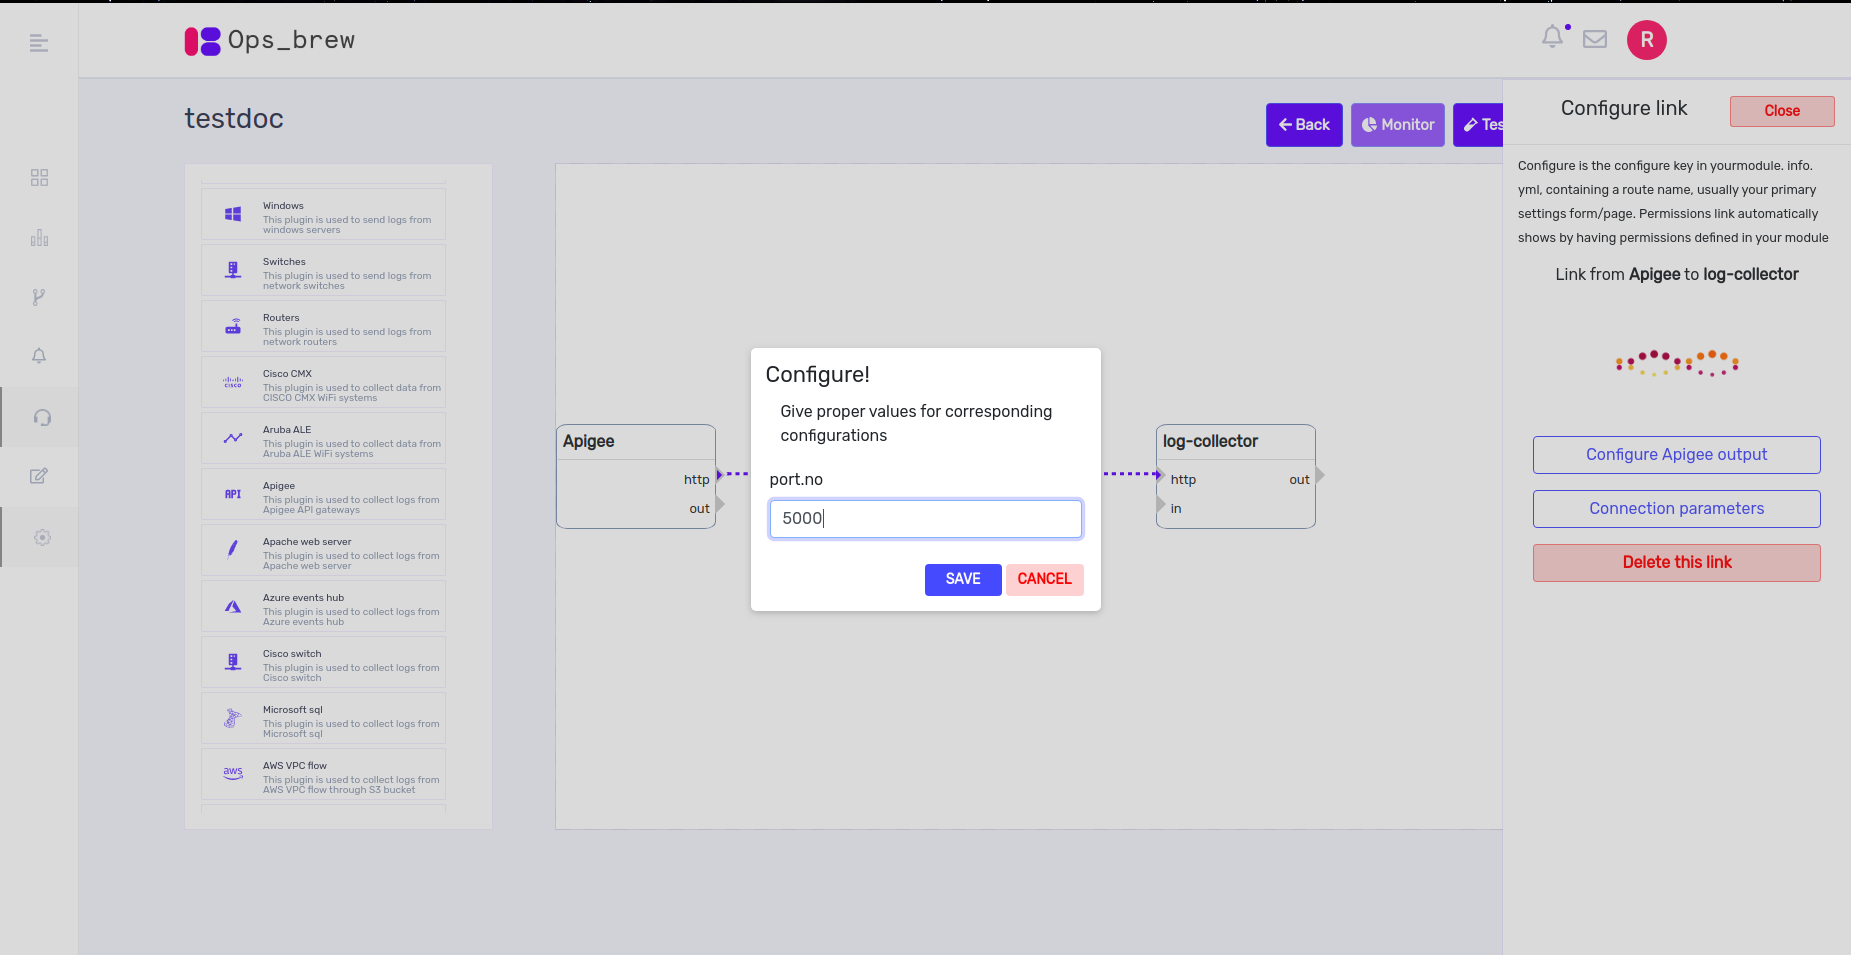 Ops_brew
R
testdoc
Back
Monitor
Tes
Configure link
Close
Configure is the configure key in yourmodule. info.
yml, containing a route name, usually your primary
settings form/page. Permissions link automatically
shows by having permissions defined in your module
Link from Apigee to log-collector
Configure Apigee output
Connection parameters
Delete this link
Windows
This plugin is used to send logs from
windows servers
Switches
This plugin is used to send logs from
network switches
Routers
This plugin is used to send logs from
network routers
CISCO
Cisco CMX
This plugin is used to collect data from
CISCO CMX WiFi systems
Aruba ALE
This plugin is used to collect data from
Aruba ALE WiFi systems
API
Apigee
This plugin is used to collect logs from
Apigee API gateways
Apache web server
This plugin is used to collect logs from
Apache web server
Azure events hub
This plugin is used to collect logs from
Azure events hub
Cisco switch
This plugin is used to collect logs from
Cisco switch
Microsoft sql
This plugin is used to collect logs from
Microsoft sql
aws
AWS VPC flow
This plugin is used to collect logs from
AWS VPC flow through S3 bucket
Apigee
http
out
Configure!
Give proper values for corresponding
configurations
port.no
5000
SAVE
CANCEL
log-collector
http
out
in